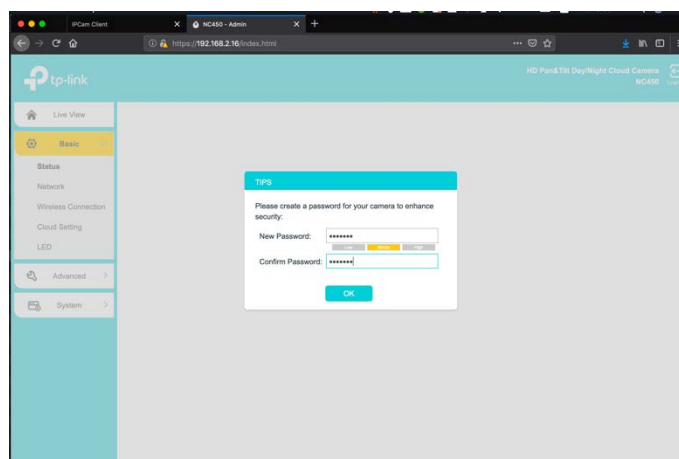 IPCam Client
NC450 - Admin
https://192.168.2.16/index.html
tp-link
HD Pan&Tilt Day/Night Cloud Camera
NC450
Live View
Basic
Status
Network
Wireless Connection
Cloud Setting
LED
Advanced
System
TIPS
Please create a password for your camera to enhance
security:
New Password:
Low
High
Confirm Password:
OK